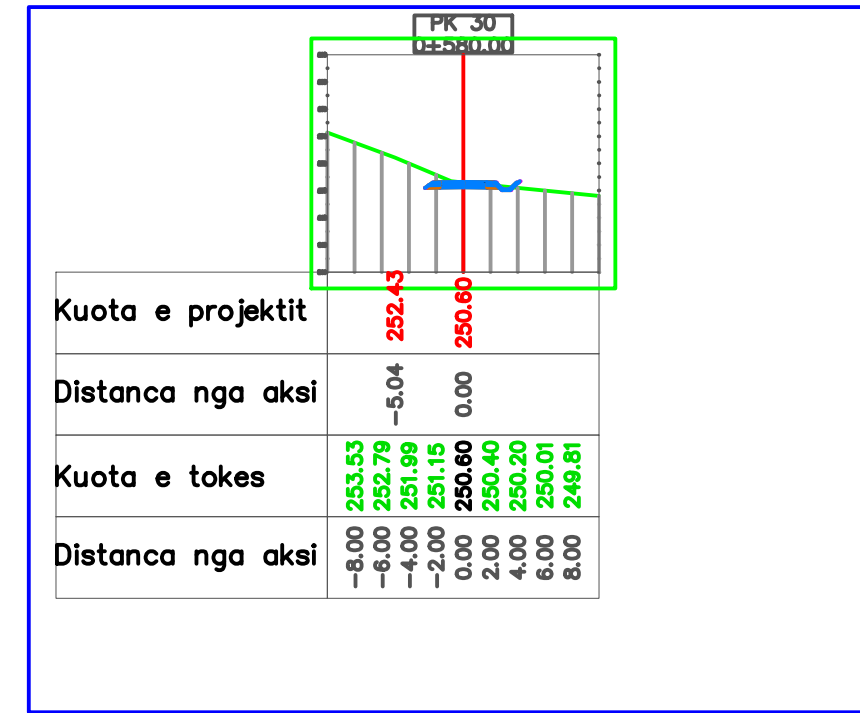 PK 30
0+580.00
Kuota e projektit 252.43 250.60
Distanca nga aksi -5.04 0.00
Kuota e tokes 253.53 252.79 251.99 251.15 250.60 250.40 250.20 250.01 249.81
Distanca nga aksi -8.00 -6.00 -4.00 -2.00 0.00 2.00 4.00 6.00 8.00